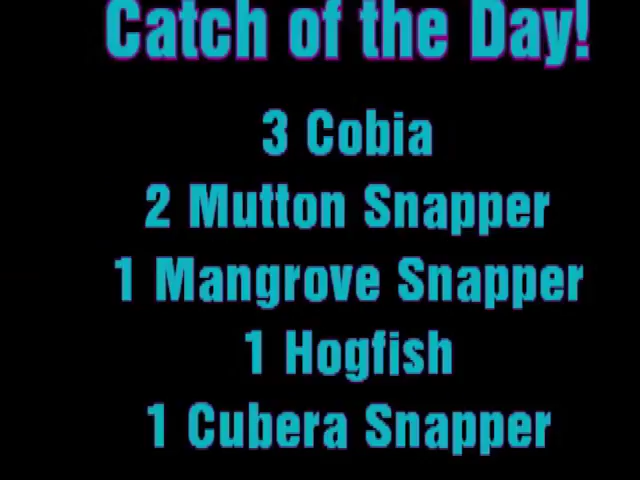 Catch of the Day!
3 Cobia
2 Mutton Snapper
1 Mangrove Snapper
1 Hogfish
1 Cubera Snapper